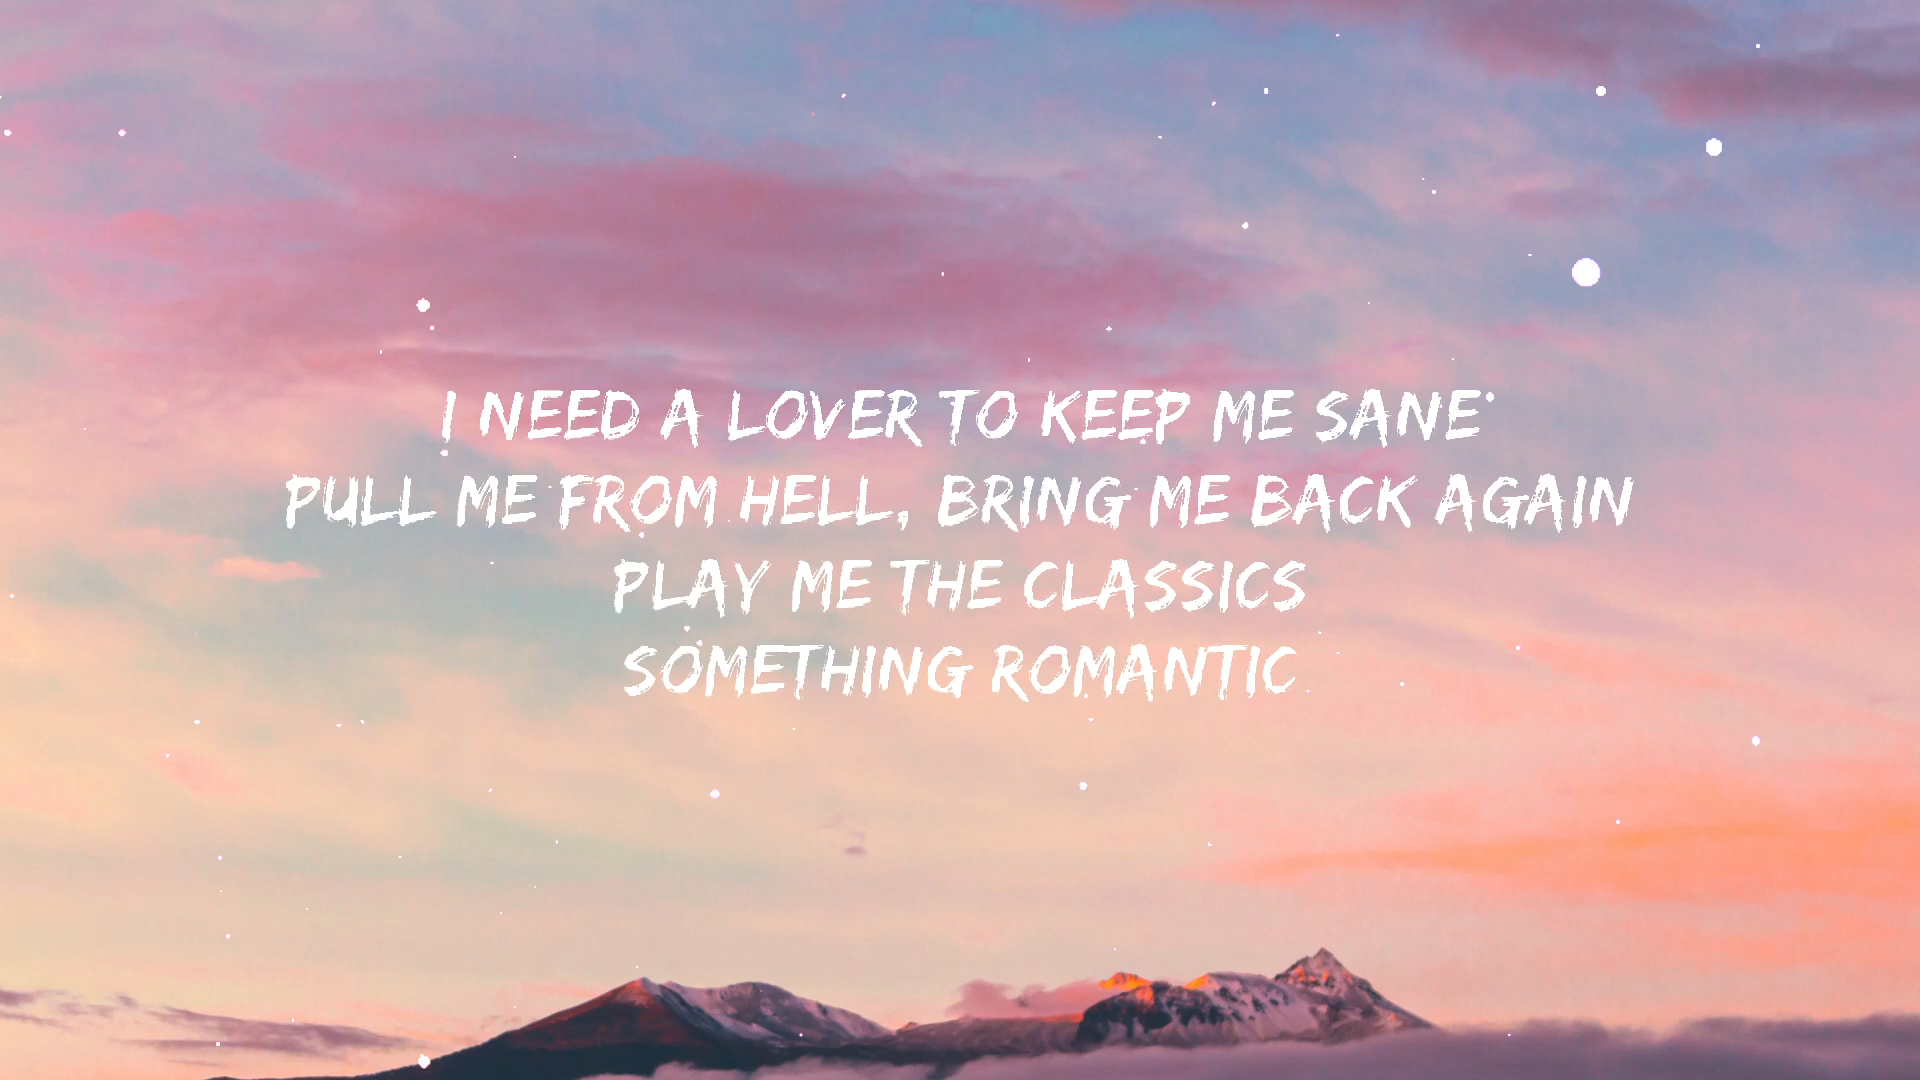 I NEED A LOVER TO KEEP ME SANE
PULL ME FROM HELL, BRING ME BACK AGAIN
PLAY ME THE CLASSICS
SOMETHING ROMANTIC